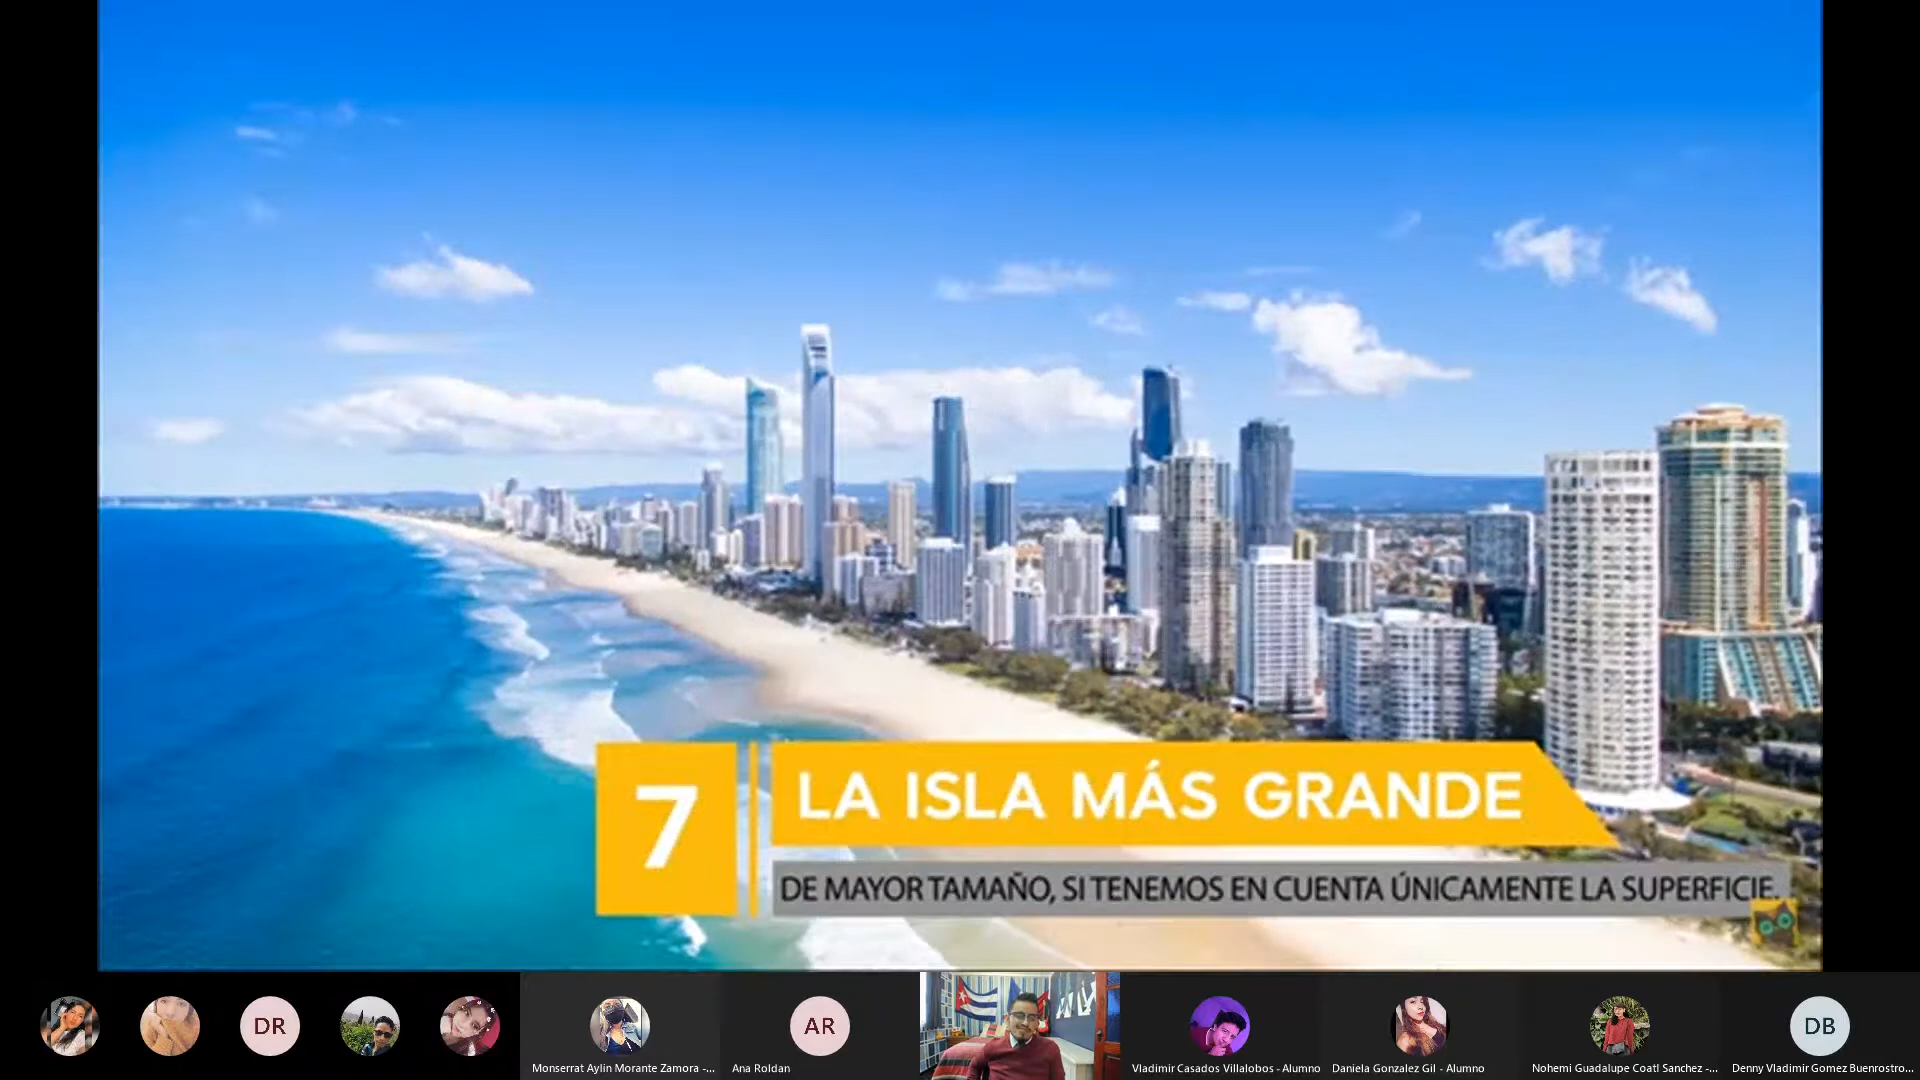 7
LA ISLA MÁS GRANDE
DE MAYOR TAMAÑO, SI TENEMOS EN CUENTA ÚNICAMENTE LA SUPERFICIE.
DR
AR
DB
Monserrat Aylin Morante Zamora -...
Ana Roldan
Vladimir Casados Villalobos - Alumno
Daniela Gonzalez Gil - Alumno
Nohemi Guadalupe Coatl Sanchez -...
Denny Vladimir Gomez Buenrostro...